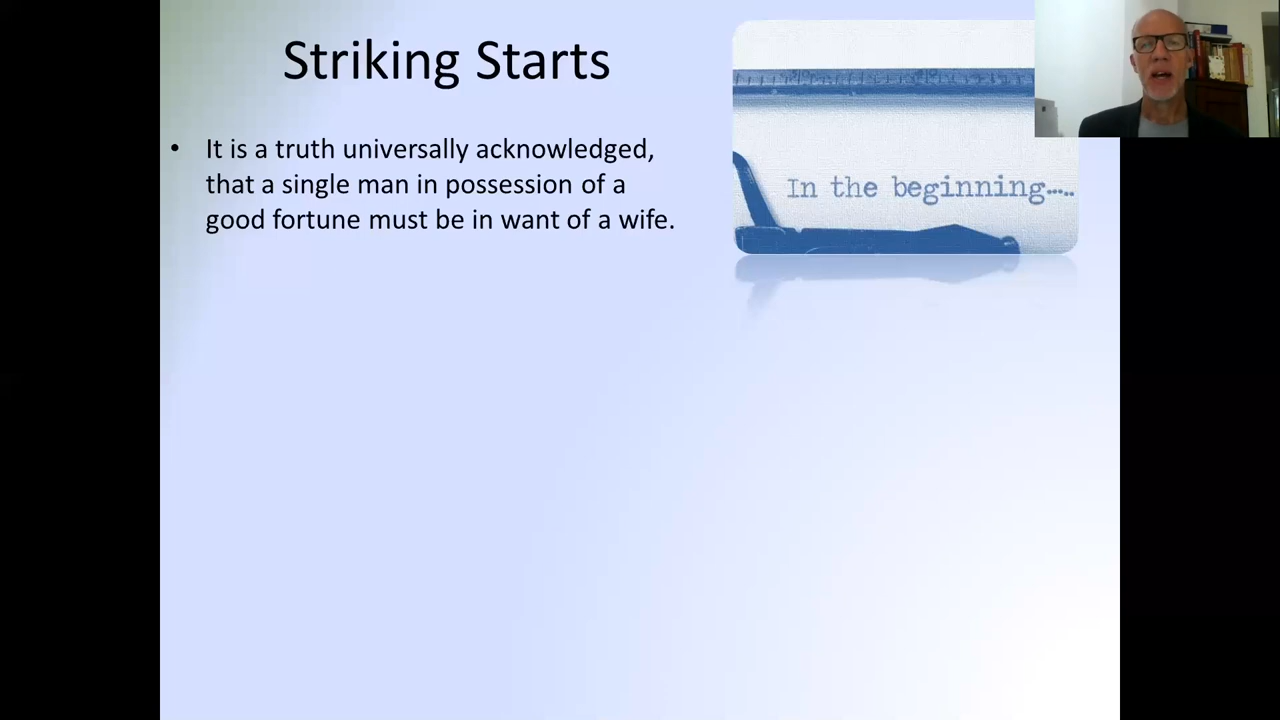 Striking Starts
• It is a truth universally acknowledged,
that a single man in possession of a
good fortune must be in want of a wife.
In the beginning.....